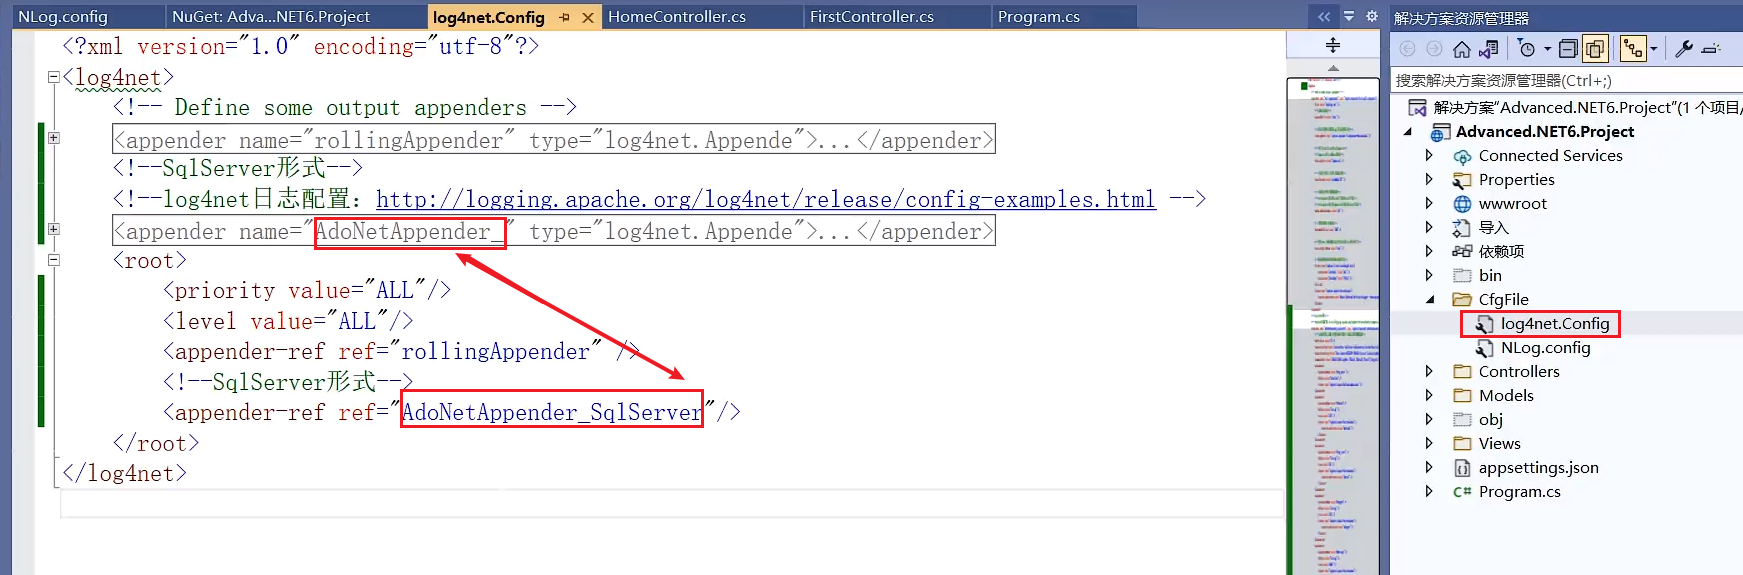 NLog.config
NuGet: Adva...NET6.Project
log4net.Config
HomeController.cs
FirstController.cs
Program.cs
<?xml version="1.0" encoding="utf-8"?>
<log4net>
<!-- Define some output appenders -->
<appender name="rollingAppender" type="log4net.Appende">...</appender>
<!--SqlServer形式-->
<!--log4net日志配置：http://logging.apache.org/log4net/release/config-examples.html -->
<appender name="AdoNetAppender_" type="log4net.Appende">...</appender>
<root>
<priority value="ALL"/>
<level value="ALL"/>
<appender-ref ref="rollingAppender" />
<!--SqlServer形式-->
<appender-ref ref="AdoNetAppender_SqlServer"/>
</root>
</log4net>
解决方案资源管理器
搜索解决方案资源管理器(Ctrl+;)
解决方案"Advanced.NET6.Project"(1 个项目/
Advanced.NET6.Project
Connected Services
Properties
wwwroot
导入
依赖项
bin
CfgFile
log4net.Config
NLog.config
Controllers
Models
obj
Views
appsettings.json
C# Program.cs